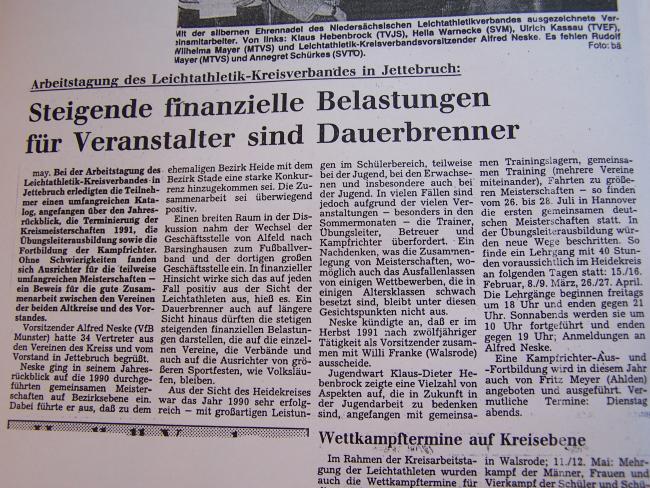 Mit der silbernen Ehrennadel des Niedersächsischen Leichtathletikverbandes ausgezeichnete Ver-
einsmitarbeiter. Von links: Klaus Hebenbrock (TVJS), Hella Warnecke (SVM), Ulrich Kassau (TVEF),
Wilhelma Mayer (MTVS) und Leichtathletik-Kreisverbandsvorsitzender Alfred Neske. Es fehlen Rudolf
Mayer (MTVS) und Annegret Schürkes (SVTO).
Foto: bä
Arbeitstagung des Leichtathletik-Kreisverbandes in Jettebruch:
Steigende finanzielle Belastungen
für Veranstalter sind Dauerbrenner
may. Bei der Arbeitstagung des
Leichtathletik-Kreisverbandes in
Jettebruch erledigten die Teilneh-
mer einen umfangreichen Kata-
log, angefangen über den Jahres-
rückblick, die Terminierung der
Kreismeisterschaften 1991, die
Übungsleiterausbildung sowie die
Fortbildung der Kampfrichter.
Ohne Schwierigkeiten fanden
sich Ausrichter für die teilweise
umfangreichen Meisterschaften —
ein Beweis für die gute Zusam-
menarbeit zwischen den Vereinen
der beiden Altkreise und des Vor-
standes.
Vorsitzender Alfred Neske (VfB
Munster) hatte 34 Vertreter aus
den Vereinen des Kreiss und vom
Vorstand in Jettebruch begrüßt.
Neske ging in seinem Jahres-
rückblick auf die 1990 durchge-
führten gemeinsamen Meister-
schaften auf Bezirksebene ein.
Dabei führte er aus, daß zu dem
ehemaligen Bezirk Heide mit dem
Bezirk Stade eine starke Konkur-
renz hinzugekommen sei. Die Zu-
sammenarbeit sei überwiegend
positiv.
Einen breiten Raum in der Dis-
kussion nahm der Wechsel der
Geschäftsstelle von Alfeld nach
Barsinghausen zum Fußballver-
band und der dortigen großen
Geschäftsstelle ein. In finanzieller
Hinsicht wirke sich das auf jeden
Fall positiv aus der Sicht der
Leichtathleten aus, hieß es. Ein
Dauerbrenner auch auf längere
Sicht hinaus dürften die stetigen
steigenden finanziellen Belastun-
gen darstellen, die auf die einzel-
nen Vereine, die Verbände und
auch auf die Ausrichter von grö-
ßeren Sportfesten, wie Volksläu-
fen, bleiben.
Aus der Sicht des Heidekreises
war das Jahr 1990 sehr erfolg-
reich — mit großartigen Leistun-
gen im Schülerbereich, teilweise
bei der Jugend, bei den Erwachse-
nen und insbesondere auch bei
der Jugend. In vielen Fällen sind
jedoch aufgrund der vielen Ver-
anstaltungen — besonders in den
Sommermonaten — die Trainer,
Übungsleiter, Betreuer und
Kampfrichter überfordert. Ein
Nachdenken, was die Zusammen-
legung von Meisterschaften, wo-
möglich auch das Ausfallenlassen
von einigen Wettbewerben, die in
einigen Altersklassen schwach
besetzt sind, bleibt unter diesen
Gesichtspunkten nicht aus.
Neske kündigte an, daß er im
Herbst 1991 nach zwölfjähriger
Tätigkeit als Vorsitzender zusam-
men mit Willi Franke (Walsrode)
ausscheide.
Jugendwart Klaus-Dieter He-
benbrock zeigte eine Vielzahl von
Aspekten auf, die in Zukunft in
der Jugendarbeit zu bedenken
sind, angefangen mit gemeinsa-
men Trainingslagern, gemeinsa-
men Training (mehrere Vereine
miteinander), Fahrten zu größe-
ren Meisterschaften — so finden
vom 26. bis 28. Juli in Hannover
die ersten gemeinsamen deut-
schen Meisterschaften statt. In
der Übungsleiterausbildung wür-
den neue Wege beschritten. So fin-
de ein Lehrgang mit 40 Stun-
den voraussichtlich im Heidekreis
an folgenden Tagen statt: 15./16.
Februar, 8./9. März, 26./27. April.
Die Lehrgänge beginnen freitags
um 18 Uhr und enden gegen 21
Uhr. Sonnabends werden sie um
10 Uhr fortgeführt und enden
gegen 19 Uhr; Anmeldungen an
Alfred Neske.
Eine Kampfrichter-Aus- und
-Fortbildung wird in diesem Jahr
auch von Fritz Meyer (Ahlden)
angeboten und ausgeführt. Ver-
mutliche Termine: Dienstag
abends.
Wettkampftermine auf Kreisebene
Im Rahmen der Kreisarbeitsta-
gung der Leichtathleten wurden
auch die Wettkampftermine für
in Walsrode; 11./12. Mai: Mehr-
kampf der Männer, Frauen und
Vierkampf der Schüler und Schü-